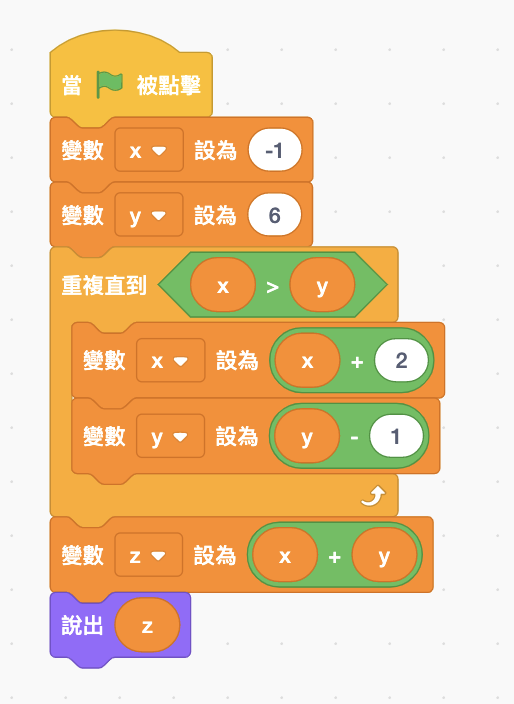 當 被點擊
變數 x 設為 -1
變數 y 設為 6
重複直到 x > y
變數 x 設為 x + 2
變數 y 設為 y - 1
變數 z 設為 x + y
說出 z